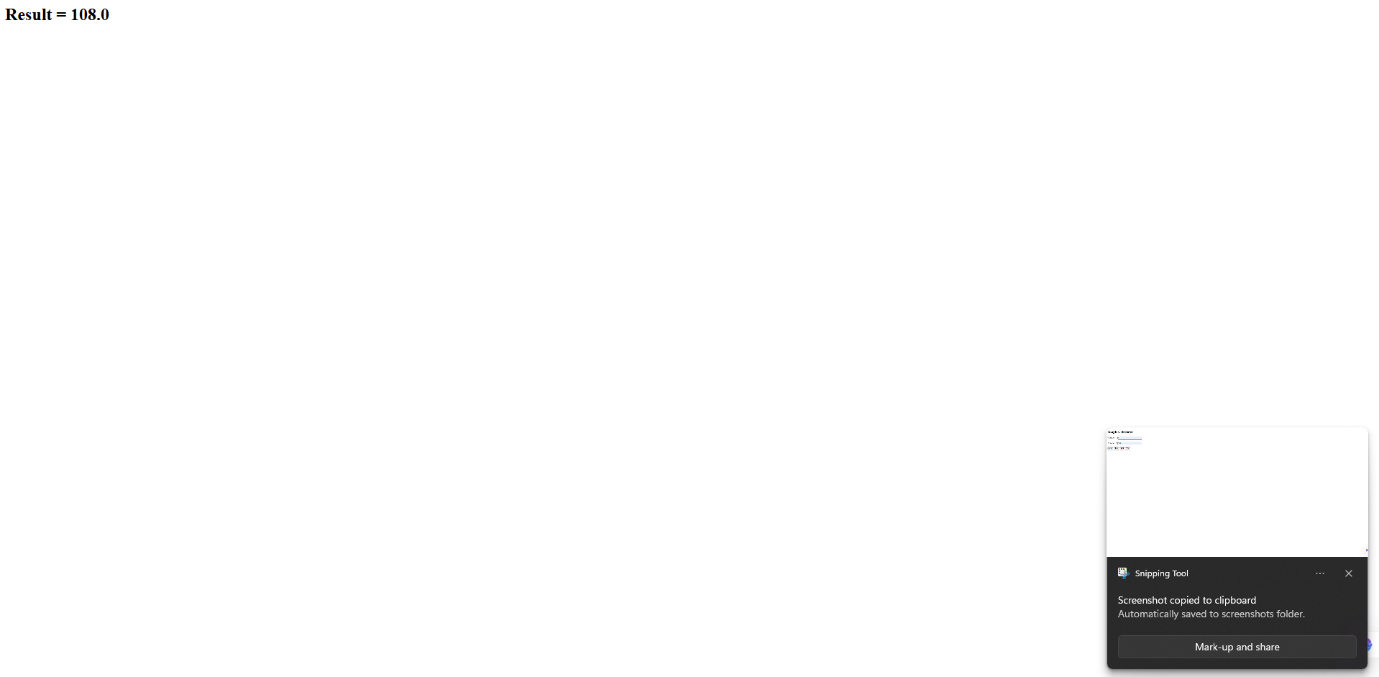 Result = 108.0
Snipping Tool
Screenshot copied to clipboard
Automatically saved to screenshots folder.
Mark-up and share